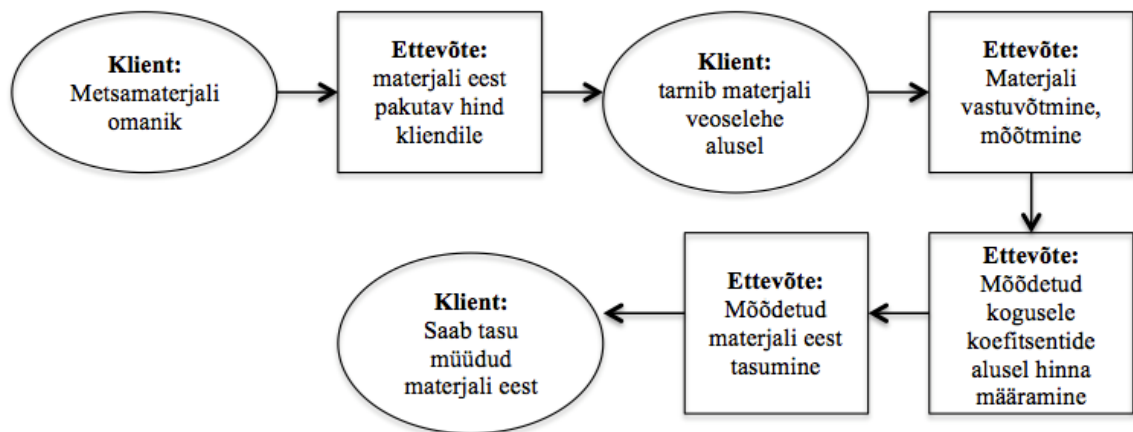 Klient:
Metsamaterjali
omanik
Ettevõte:
materjali eest
pakutav hind
kliendile
Klient:
tarnib materjali
veoselehe
alusel
Ettevõte:
Materjali
vastuvõtmine,
mõõtmine
Ettevõte:
Mõõdetud
kogusele
koefitsentide
alusel hinna
määramine
Ettevõte:
Mõõdetud
materjali eest
tasumine
Klient:
Saab tasu
müüdud
materjali eest